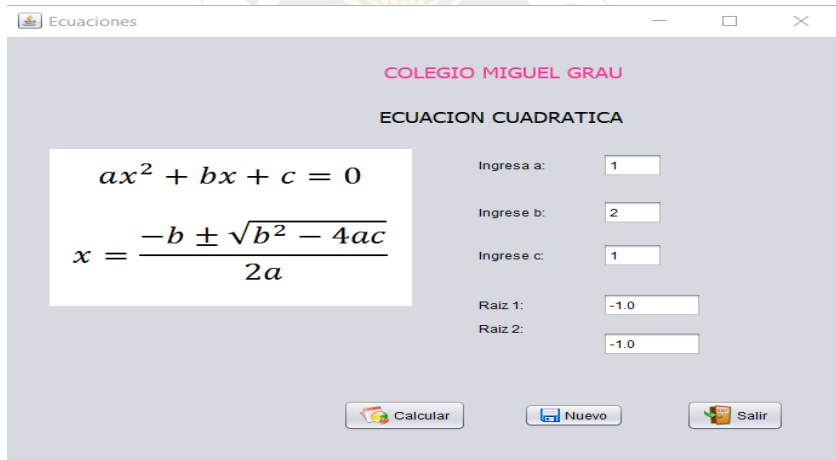 Ecuaciones
COLEGIO MIGUEL GRAU
ECUACION CUADRATICA
ax² + bx + c = 0
x = (-b ± √(b² − 4ac)) / 2a
Ingresa a: 1
Ingrese b: 2
Ingrese c: 1
Raiz 1: -1.0
Raiz 2: -1.0
Calcular Nuevo Salir